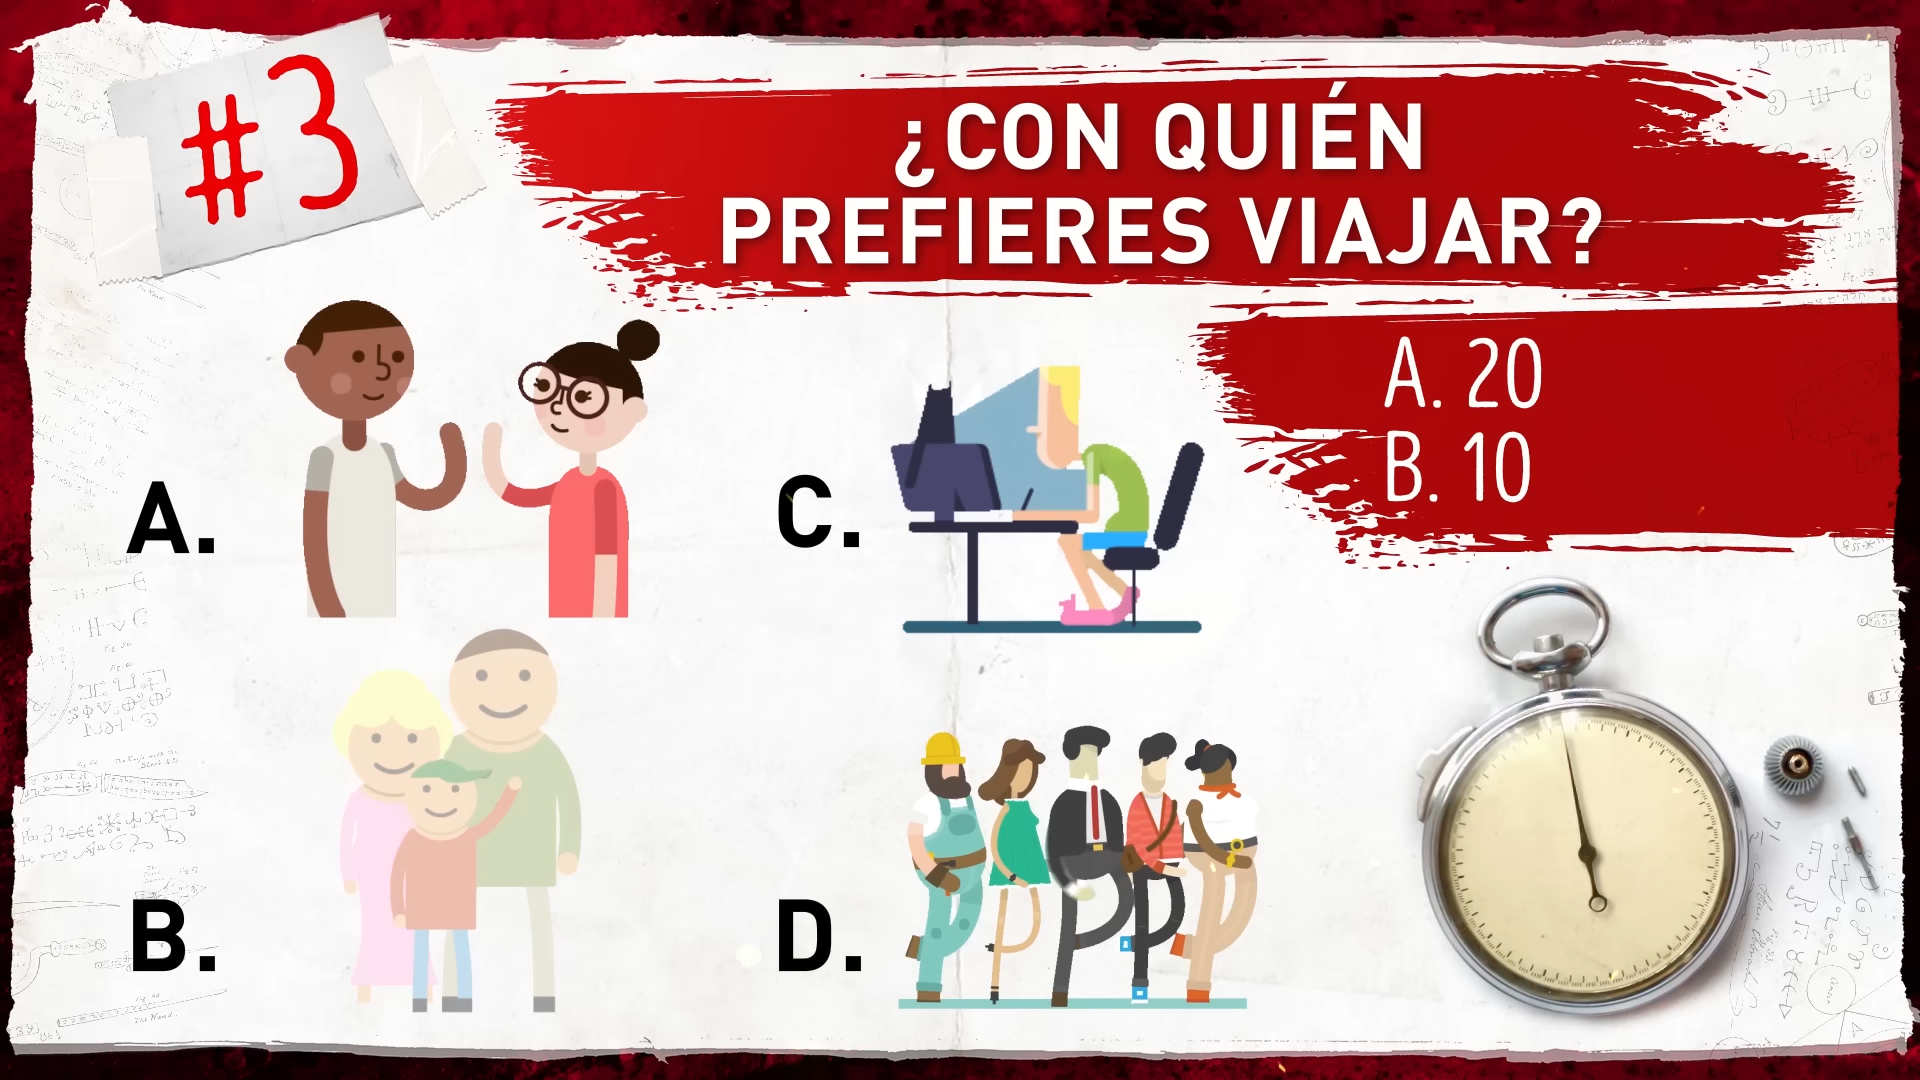 #3
¿CON QUIÉN
PREFIERES VIAJAR?
A. 20
B. 10
A.
C.
B.
D.